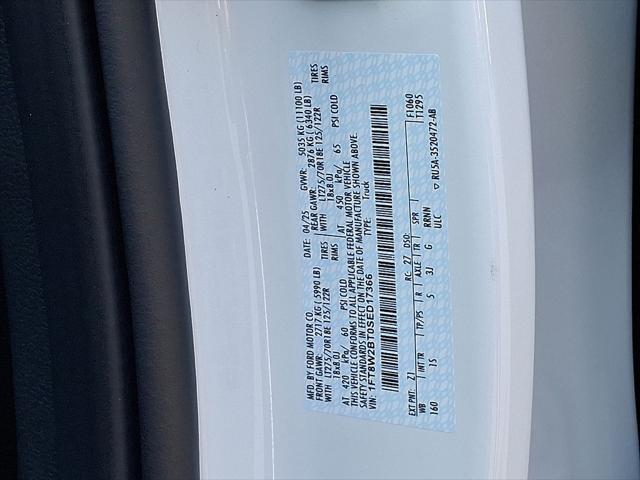 MFD. BY FORD MOTOR CO.
DATE: 04/25 GVWR: 5035 KG (11100 LB)
FRONT GAWR: 2717 KG (5990 LB) REAR GAWR: 2876 KG (6340 LB)
WITH LT275/70R18E 125/122R TIRES WITH LT275/70R18E 125/122R TIRES
18x8.0J RIMS 18x8.0J RIMS
AT 420 kPa/ 60 PSI COLD AT 450 kPa/ 65 PSI COLD
THIS VEHICLE CONFORMS TO ALL APPLICABLE FEDERAL MOTOR VEHICLE
SAFETY STANDARDS IN EFFECT ON THE DATE OF MANUFACTURE SHOWN ABOVE.
VIN: 1FT8W2BT0SED17366 TYPE: Truck
EXT PNT: Z1 RC: 27 DSO: F1060
WB INT TR TP/PS R AXLE TR SPR T1295
160 1S 5 3J G RRNN
ULC ▽ RU5A-3520472-AB